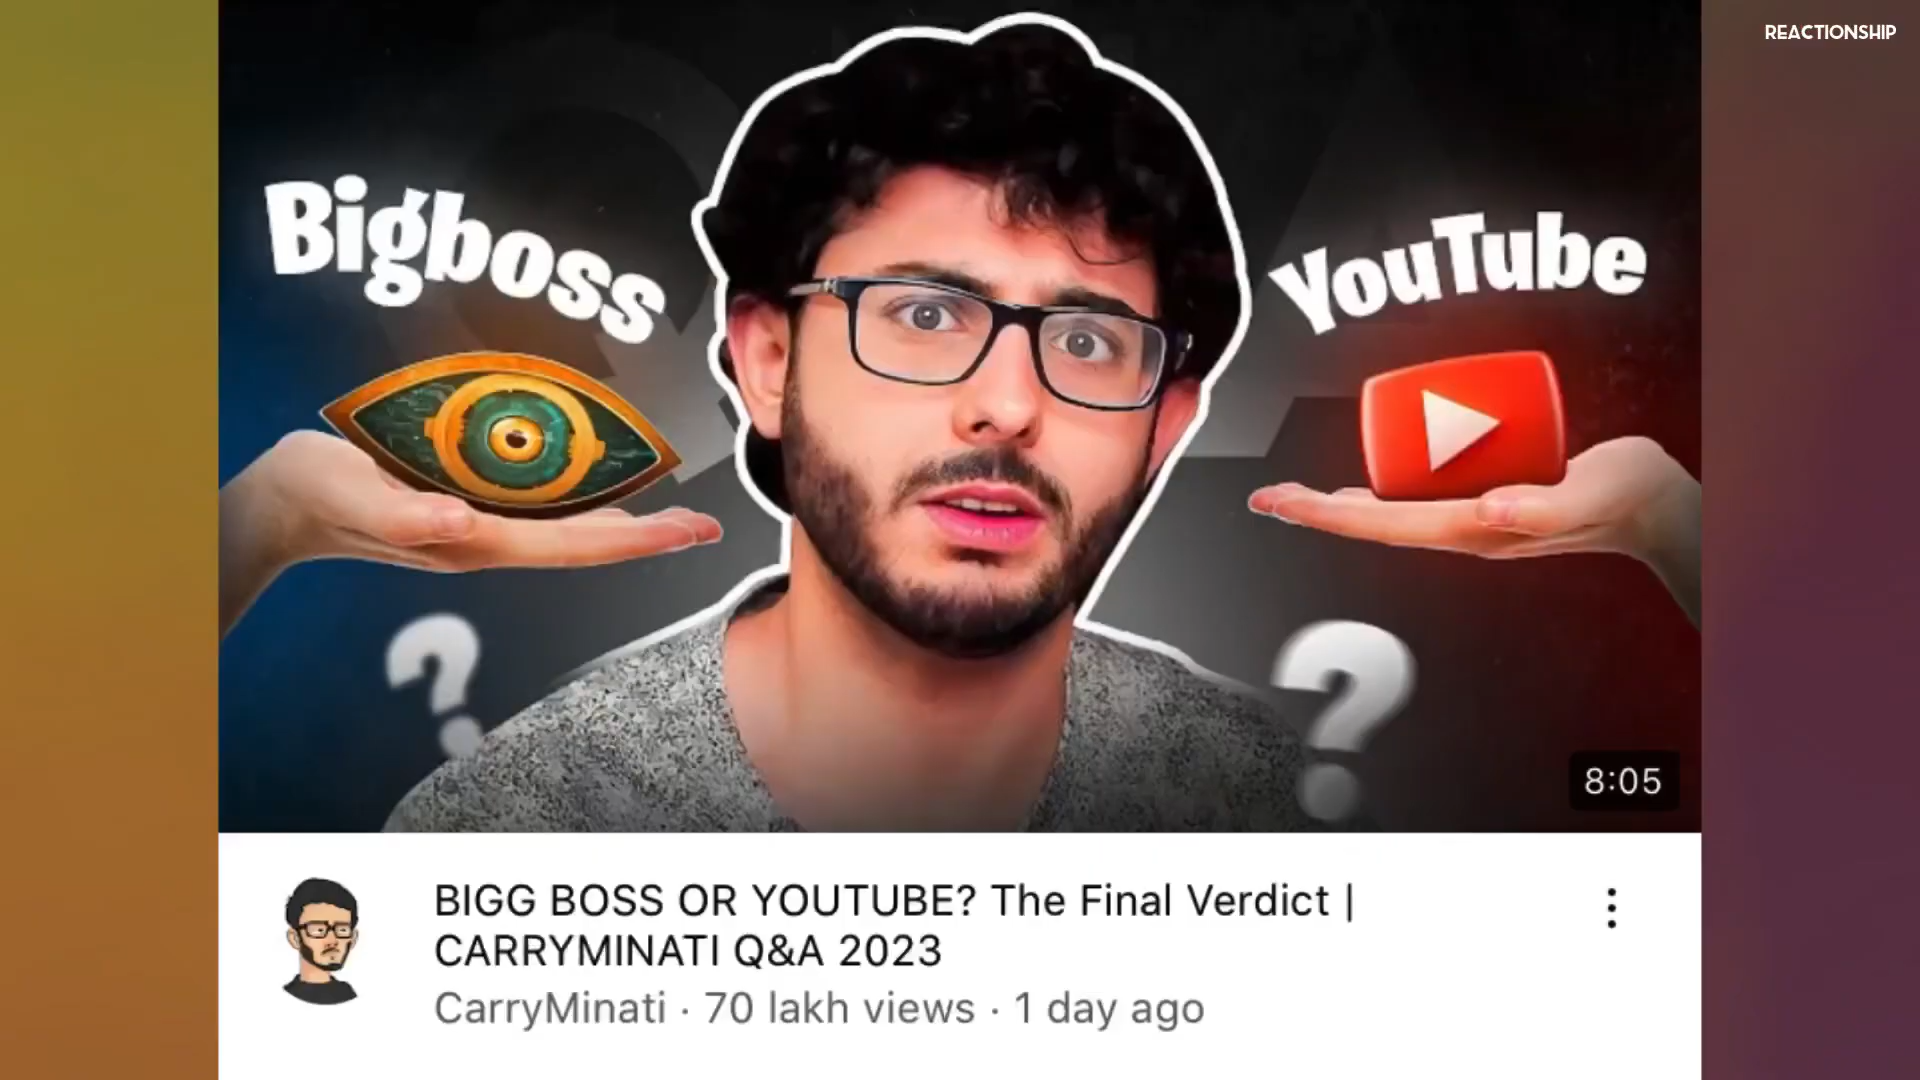 REACTIONSHIP
Bigboss
YouTube
?
?
8:05
BIGG BOSS OR YOUTUBE? The Final Verdict |
CARRYMINATI Q&A 2023
CarryMinati · 70 lakh views · 1 day ago